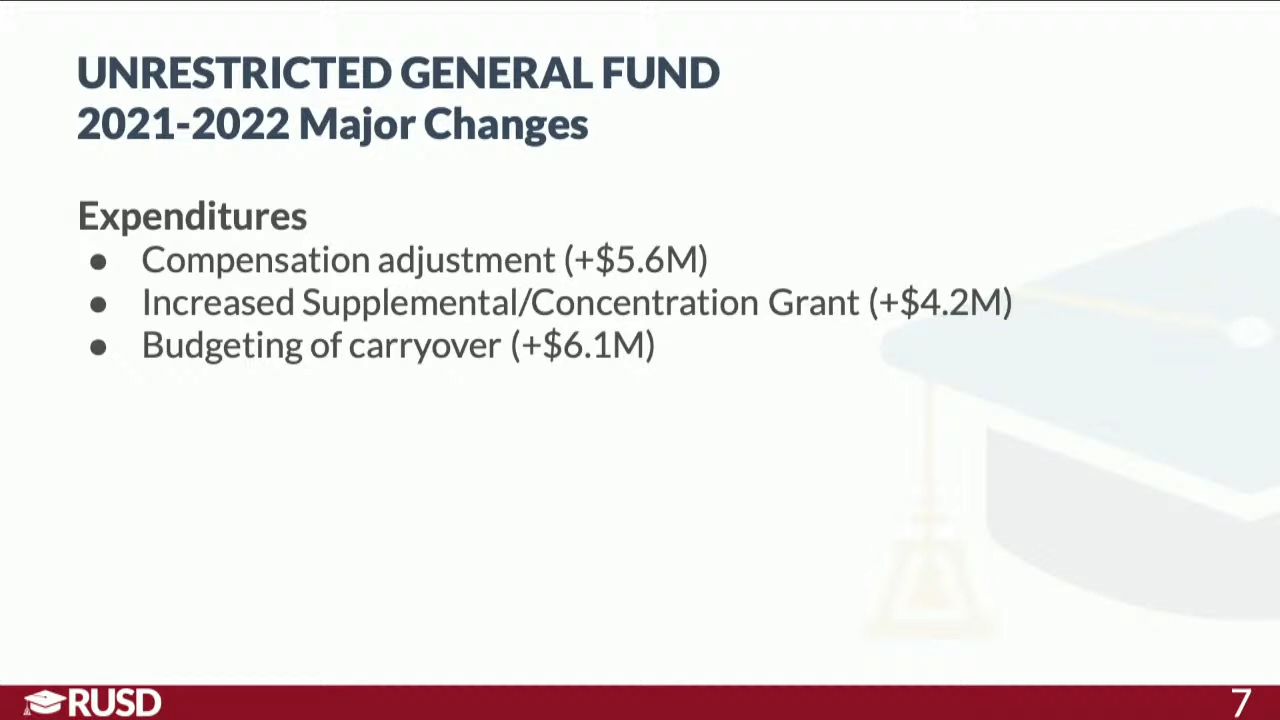 UNRESTRICTED GENERAL FUND
2021-2022 Major Changes
Expenditures
● Compensation adjustment (+$5.6M)
● Increased Supplemental/Concentration Grant (+$4.2M)
● Budgeting of carryover (+$6.1M)
RUSD
7